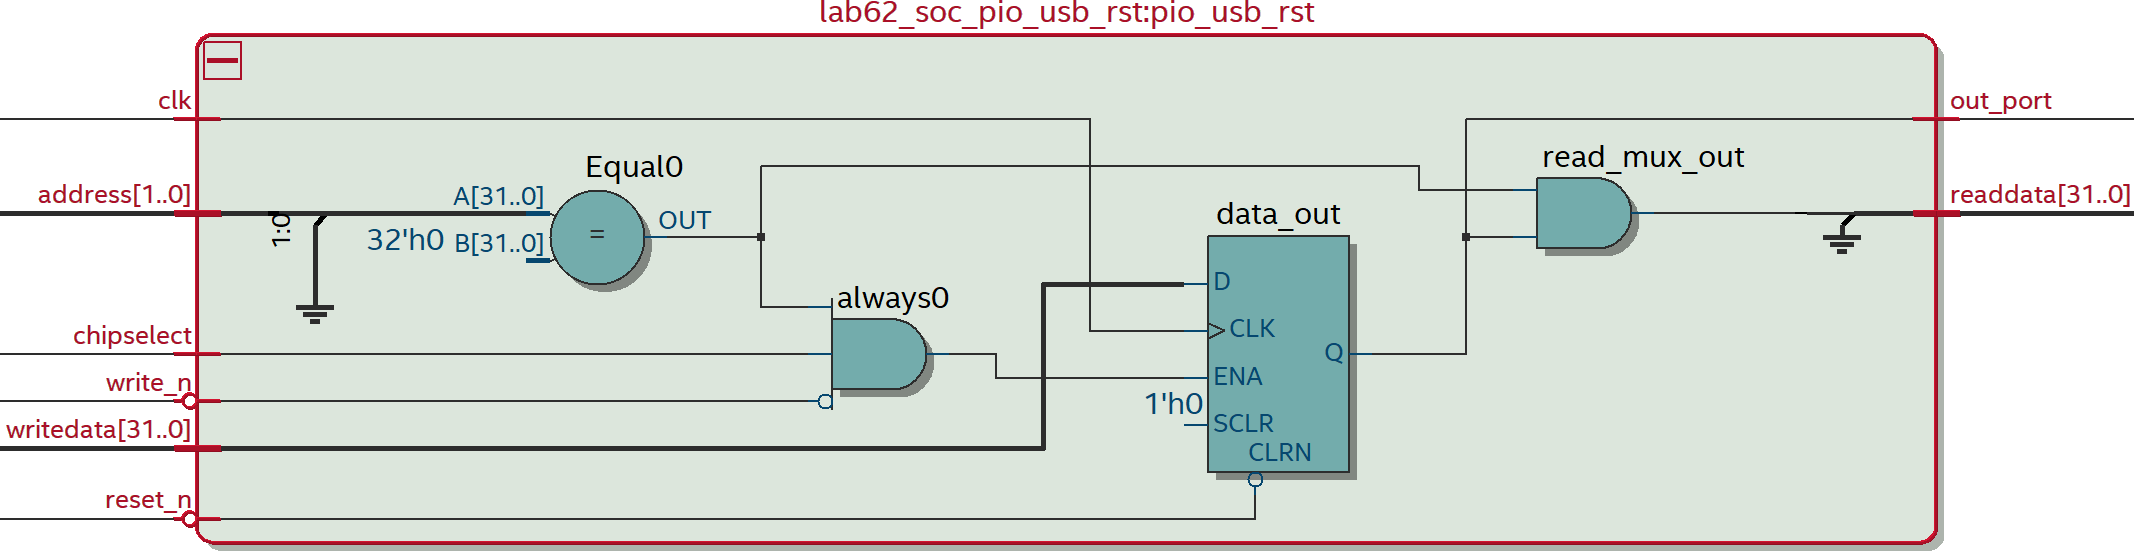 lab62_soc_pio_usb_rst:pio_usb_rst
clk
out_port
Equal0
read_mux_out
address[1..0]
1:0
A[31..0]
readdata[31..0]
=
OUT
32'h0 B[31..0]
data_out
D
always0
chipselect
CLK
Q
write_n
ENA
1'h0
writedata[31..0]
SCLR
CLRN
reset_n